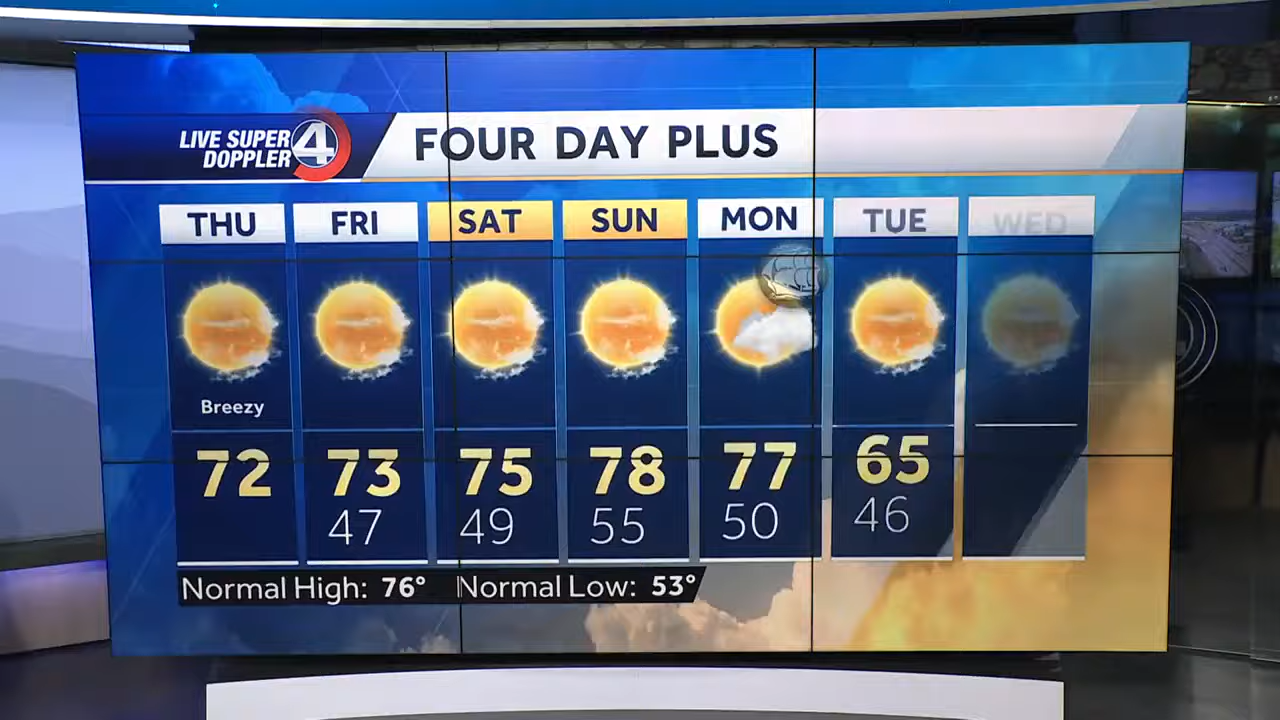 LIVE SUPER
DOPPLER
4
FOUR DAY PLUS
THU FRI SAT SUN MON TUE WED
Breezy
72 73 75 78 77 65
47 49 55 50 46
Normal High: 76° Normal Low: 53°